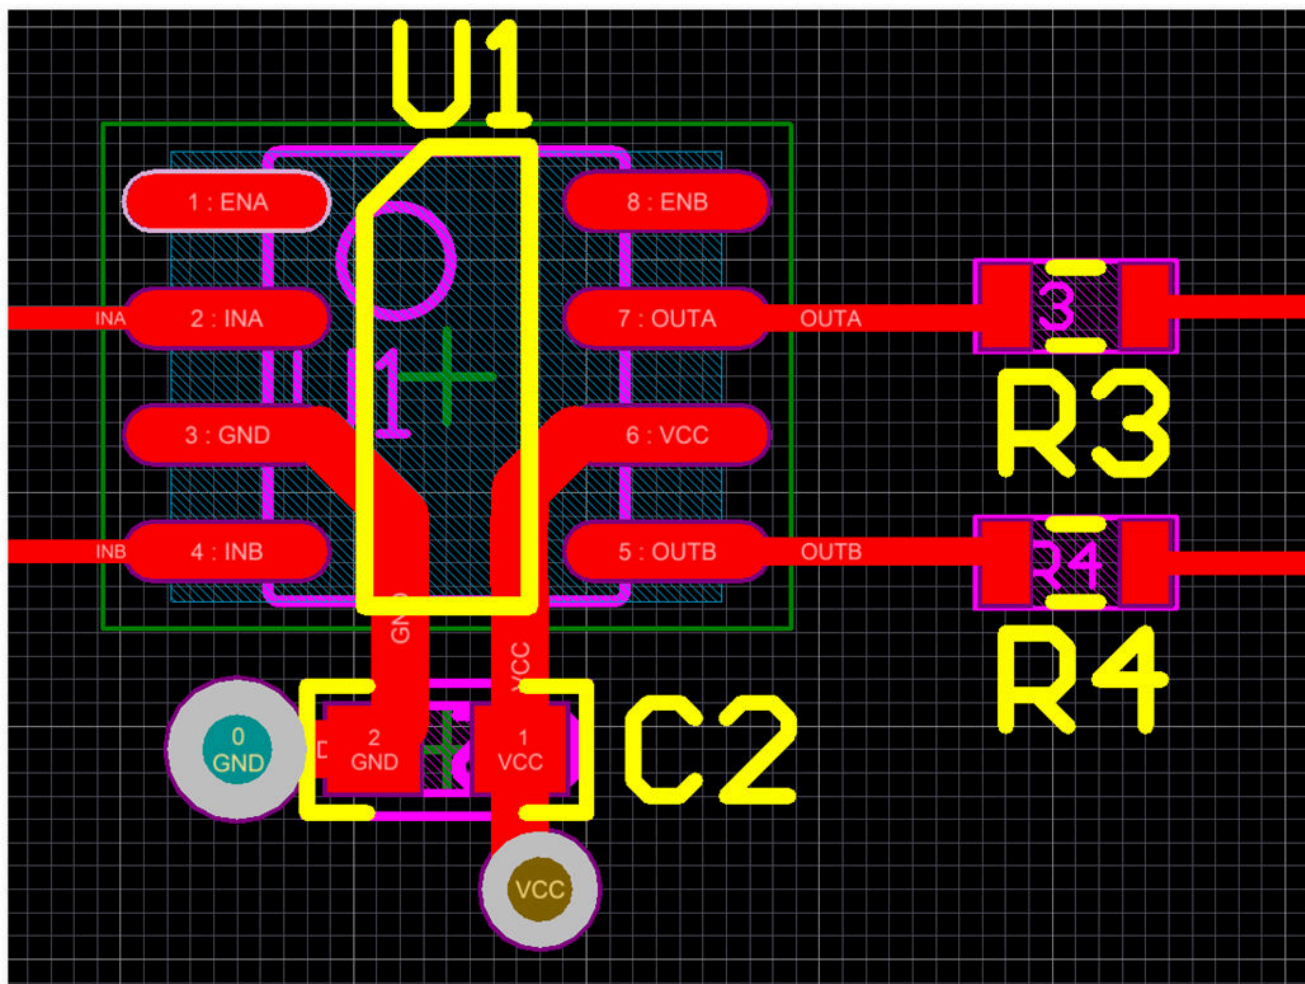 U1
1 : ENA
8 : ENB
INA
2 : INA
7 : OUTA
OUTA
3
R3
1
3 : GND
6 : VCC
INB
4 : INB
5 : OUTB
OUTB
R4
R4
GND
VCC
0
GND
D
2
GND
1
VCC
C2
VCC